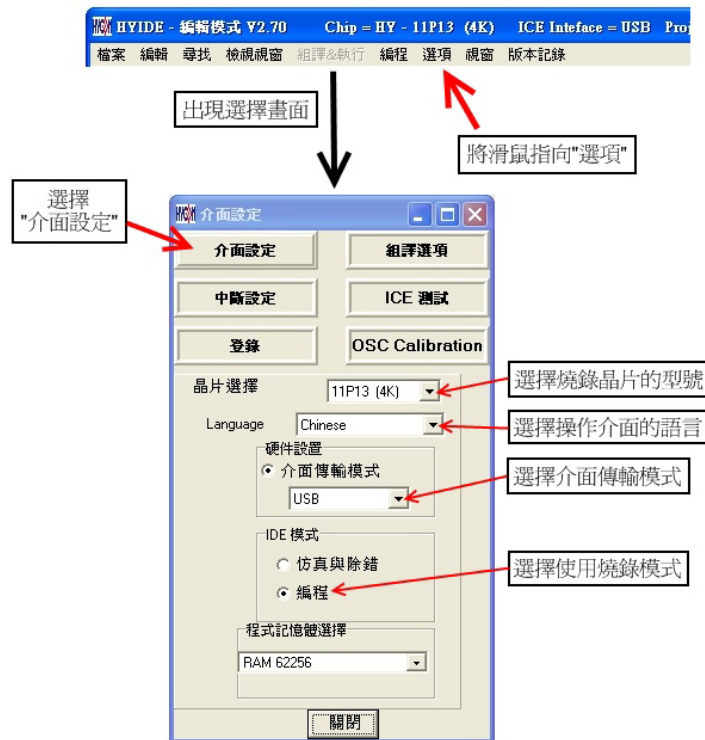 HYIDE - 編輯模式 V2.70 Chip = HY - 11P13 (4K) ICE Inteface = USB Proj
檔案 編輯 尋找 檢視視窗 組譯&執行 編程 選項 視窗 版本記錄
出現選擇畫面
將滑鼠指向"選項"
選擇
"介面設定"
介面設定
介面設定 組譯選項
中斷設定 ICE 測試
登錄 OSC Calibration
晶片選擇 11P13 (4K)
選擇燒錄晶片的型號
Language Chinese
選擇操作介面的語言
硬件設置
介面傳輸模式
USB
選擇介面傳輸模式
IDE 模式
仿真與除錯
編程
選擇使用燒錄模式
程式記憶體選擇
RAM 62256
關閉